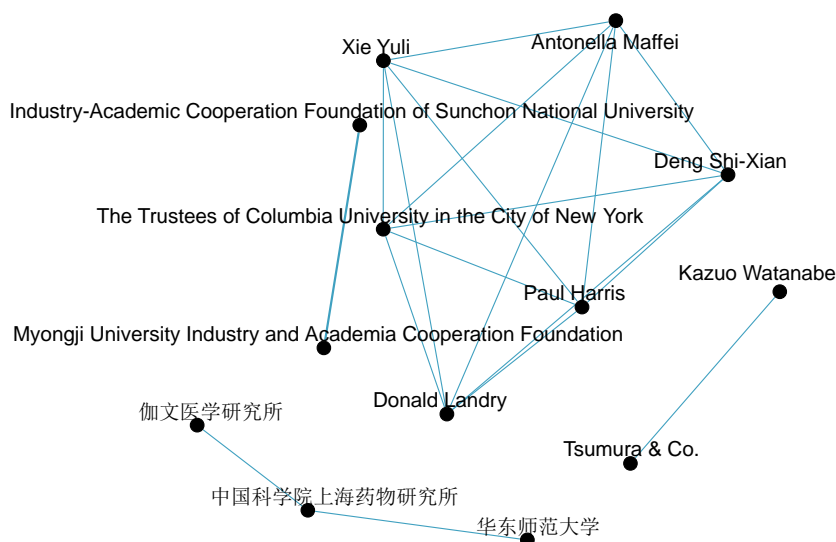 Antonella Maffei
Xie Yuli
Industry-Academic Cooperation Foundation of Sunchon National University
Deng Shi-Xian
The Trustees of Columbia University in the City of New York
Kazuo Watanabe
Paul Harris
Myongji University Industry and Academia Cooperation Foundation
Donald Landry
伽文医学研究所
Tsumura & Co.
中国科学院上海药物研究所
华东师范大学